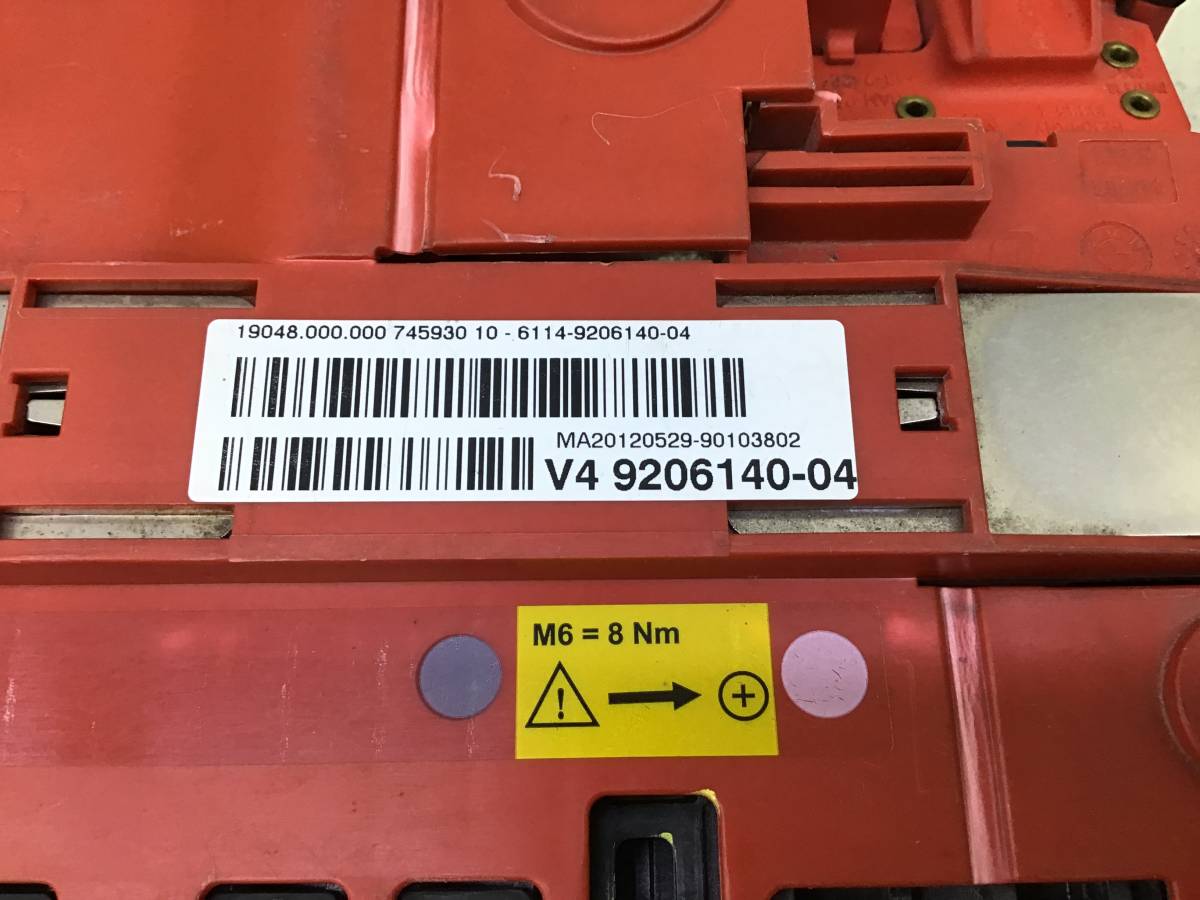 19048.000.000 745930 10 - 6114-9206140-04
MA20120529-90103802
V4 9206140-04
M6 = 8 Nm